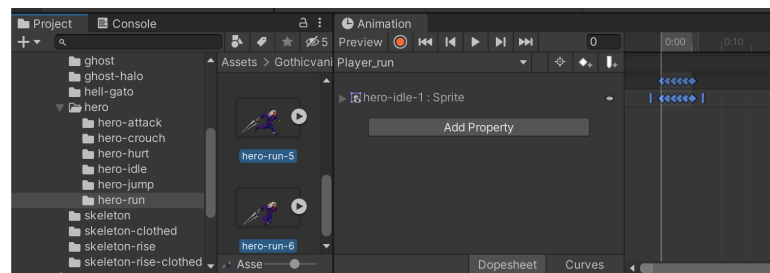 Project
Console
Animation
5
Preview
0
0:00
0:10
ghost
ghost-halo
hell-gato
hero
hero-attack
hero-crouch
hero-hurt
hero-idle
hero-jump
hero-run
skeleton
skeleton-clothed
skeleton-rise
skeleton-rise-clothed
Assets > Gothicvani
hero-run-5
hero-run-6
Asse
Player_run
hero-idle-1 : Sprite
Add Property
Dopesheet
Curves